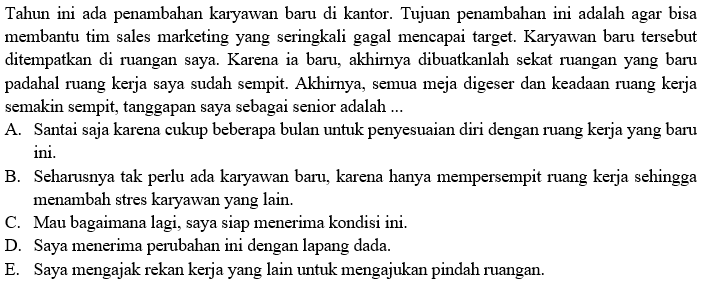 Tahun ini ada penambahan karyawan baru di kantor. Tujuan penambahan ini adalah agar bisa
membantu tim sales marketing yang seringkali gagal mencapai target. Karyawan baru tersebut
ditempatkan di ruangan saya. Karena ia baru, akhirnya dibuatkanlah sekat ruangan yang baru
padahal ruang kerja saya sudah sempit. Akhirnya, semua meja digeser dan keadaan ruang kerja
semakin sempit, tanggapan saya sebagai senior adalah ...
A. Santai saja karena cukup beberapa bulan untuk penyesuaian diri dengan ruang kerja yang baru
ini.
B. Seharusnya tak perlu ada karyawan baru, karena hanya mempersempit ruang kerja sehingga
menambah stres karyawan yang lain.
C. Mau bagaimana lagi, saya siap menerima kondisi ini.
D. Saya menerima perubahan ini dengan lapang dada.
E. Saya mengajak rekan kerja yang lain untuk mengajukan pindah ruangan.